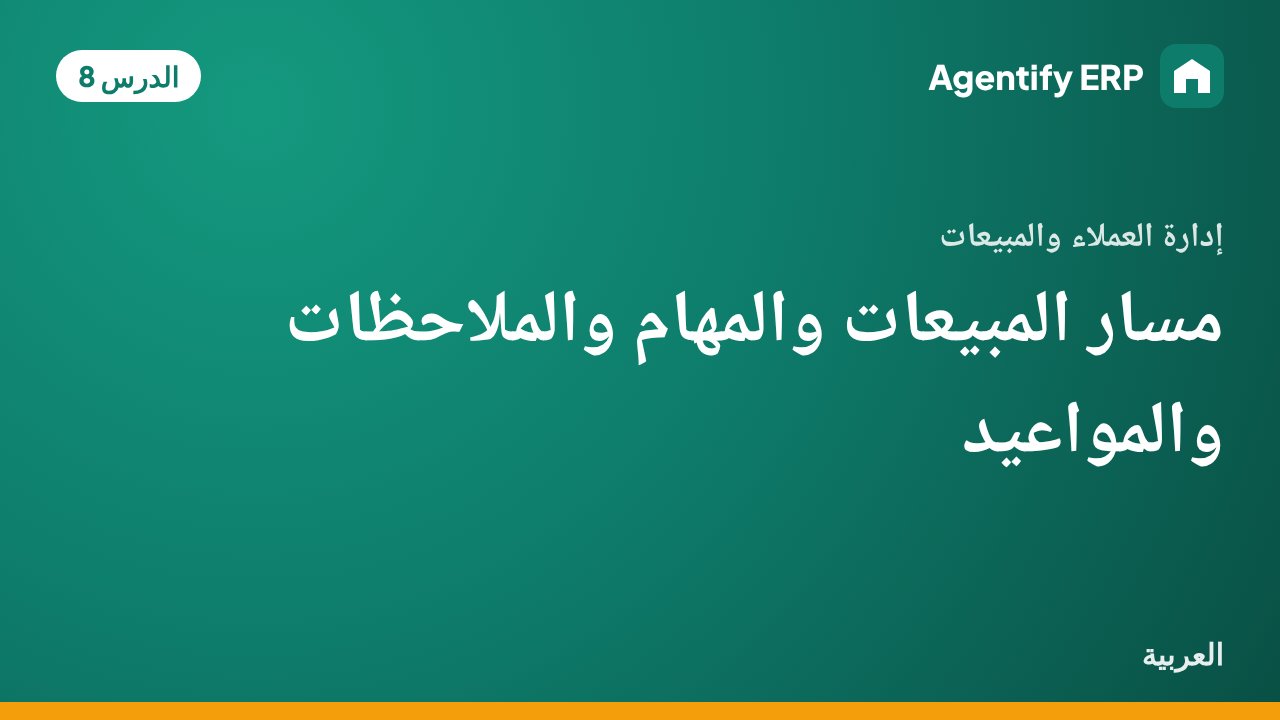 Agentify ERP
الدرس 8
إدارة العملاء والمبيعات
مسار المبيعات والمهام والملاحظات
والمواعيد
العربية